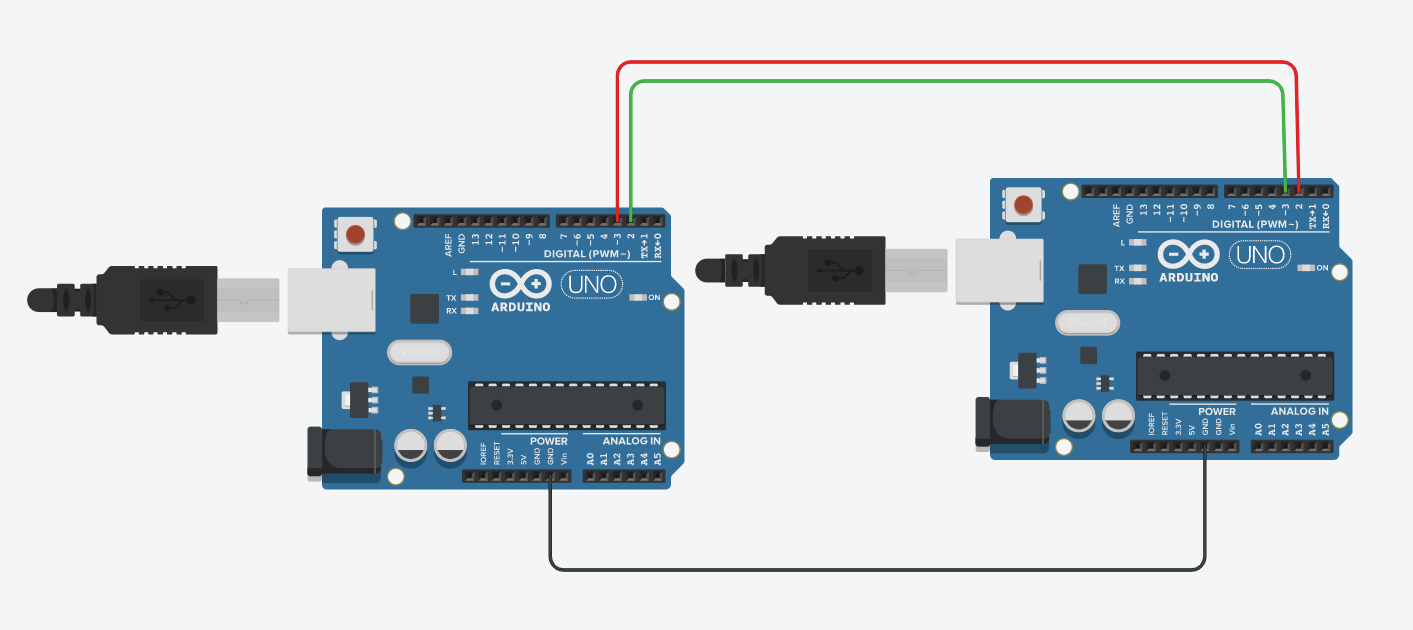 AREF
GND
13
12
~11
~10
~9
8
7
~6
~5
4
~3
2
TX→1
RX←0
DIGITAL (PWM~)
L
TX
RX
ARDUINO
UNO
ON
POWER
ANALOG IN
IOREF
RESET
3.3V
5V
GND
GND
Vin
A0
A1
A2
A3
A4
A5
AREF
GND
13
12
~11
~10
~9
8
7
~6
~5
4
~3
2
TX→1
RX←0
DIGITAL (PWM~)
L
TX
RX
ARDUINO
UNO
ON
POWER
ANALOG IN
IOREF
RESET
3.3V
5V
GND
GND
Vin
A0
A1
A2
A3
A4
A5